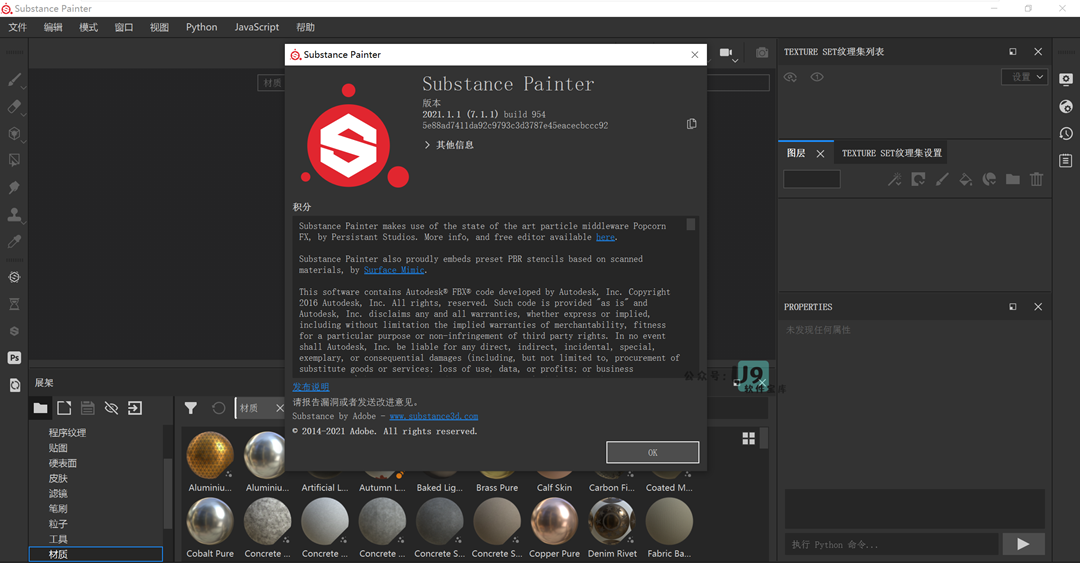 Substance Painter
文件 编辑 模式 窗口 视图 Python JavaScript 帮助
Substance Painter
材质
Substance Painter
版本
2021.1.1 (7.1.1) build 954
5e88ad7411da92c9793c3d3787e45eacecbccc92
其他信息
积分
Substance Painter makes use of the state of the art particle middleware Popcorn
FX, by Persistant Studios. More info, and free editor available here.
Substance Painter also proudly embeds preset PBR stencils based on scanned
materials, by Surface Mimic.
This software contains Autodesk® FBX® code developed by Autodesk, Inc. Copyright
2016 Autodesk, Inc. All rights, reserved. Such code is provided "as is" and
Autodesk, Inc. disclaims any and all warranties, whether express or implied,
including without limitation the implied warranties of merchantability, fitness
for a particular purpose or non-infringement of third party rights. In no event
shall Autodesk, Inc. be liable for any direct, indirect, incidental, special,
exemplary, or consequential damages (including, but not limited to, procurement of
substitute goods or services; loss of use, data, or profits; or business
发布说明
请报告漏洞或者发送改进意见。
Substance by Adobe - www.substance3d.com
© 2014-2021 Adobe. All rights reserved.
OK
TEXTURE SET纹理集列表
设置
图层
TEXTURE SET纹理集设置
PROPERTIES
未发现任何属性
公众号:
J9
软件宝库
执行 Python 命令...
Ps
展架
材质
程序纹理
贴图
硬表面
皮肤
滤镜
笔刷
粒子
工具
材质
Aluminiu... Aluminiu... Artificial L... Autumn L... Baked Lig... Brass Pure Calf Skin Carbon Fi... Coated M...
Cobalt Pure Concrete ... Concrete ... Concrete ... Concrete S... Concrete S... Copper Pure Denim Rivet Fabric Ba...